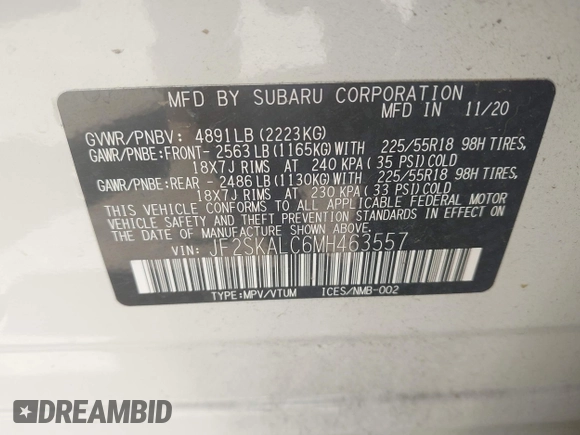 MFD BY SUBARU CORPORATION
MFD IN 11/20
GVWR/PNBV: 4891LB(2223KG)
GAWR/PNBE:FRONT- 2563LB(1165KG)WITH 225/55R18 98H TIRES,
18X7J RIMS AT 240 KPA(35 PSI)COLD
GAWR/PNBE:REAR - 2486LB(1130KG)WITH 225/55R18 98H TIRES,
18X7J RIMS AT 230 KPA(33 PSI)COLD
THIS VEHICLE CONFORMS TO ALL APPLICABLE FEDERAL MOTOR
VEHICLE SAFETY AND THEFT PREVENTION STANDARDS IN EFFECT
ON THE DATE OF MANUFACTURE SHOWN ABOVE.
VIN: JF2SKALC6MH463557
TYPE:MPV/VTUM ICES/NMB-002
DREAMBID